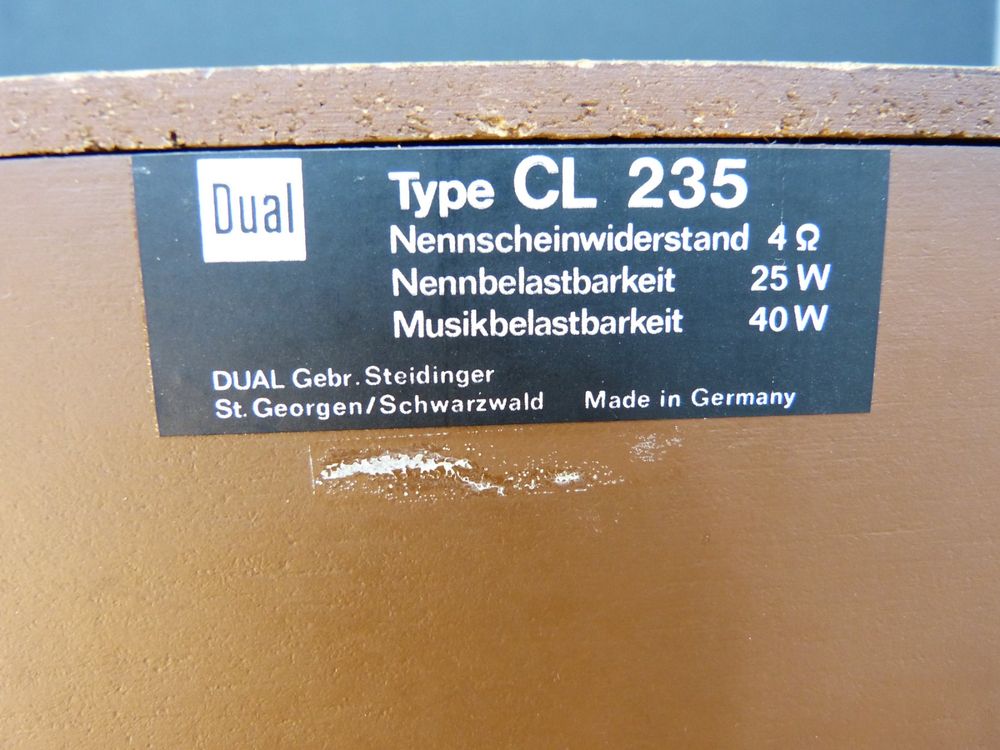 Dual
Type CL 235
Nennscheinwiderstand 4 Ω
Nennbelastbarkeit 25 W
Musikbelastbarkeit 40 W
DUAL Gebr. Steidinger
St. Georgen/Schwarzwald Made in Germany